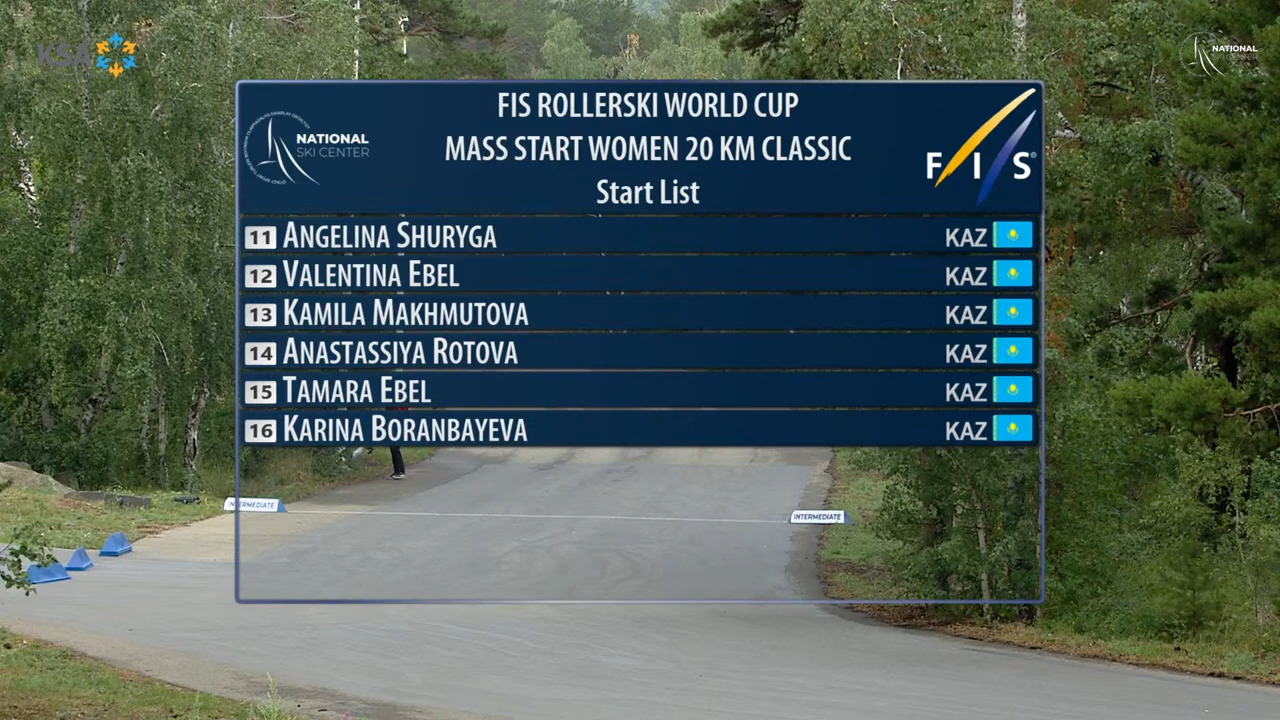 KSA
NATIONAL
FIS ROLLERSKI WORLD CUP
MASS START WOMEN 20 KM CLASSIC
Start List
NATIONAL
SKI CENTER
FIS
11 ANGELINA SHURYGA KAZ
12 VALENTINA EBEL KAZ
13 KAMILA MAKHMUTOVA KAZ
14 ANASTASSIYA ROTOVA KAZ
15 TAMARA EBEL KAZ
16 KARINA BORANBAYEVA KAZ
INTERMEDIATE
INTERMEDIATE